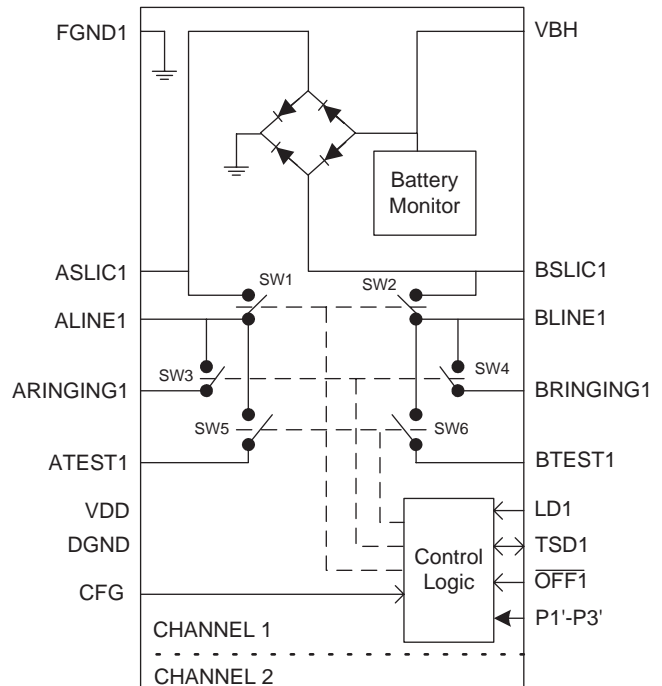 FGND1
VBH
Battery
Monitor
ASLIC1
BSLIC1
SW1
SW2
ALINE1
BLINE1
SW3
SW4
ARINGING1
BRINGING1
SW5
SW6
ATEST1
BTEST1
VDD
LD1
DGND
TSD1
Control
Logic
CFG
OFF1
P1'-P3'
CHANNEL 1
CHANNEL 2